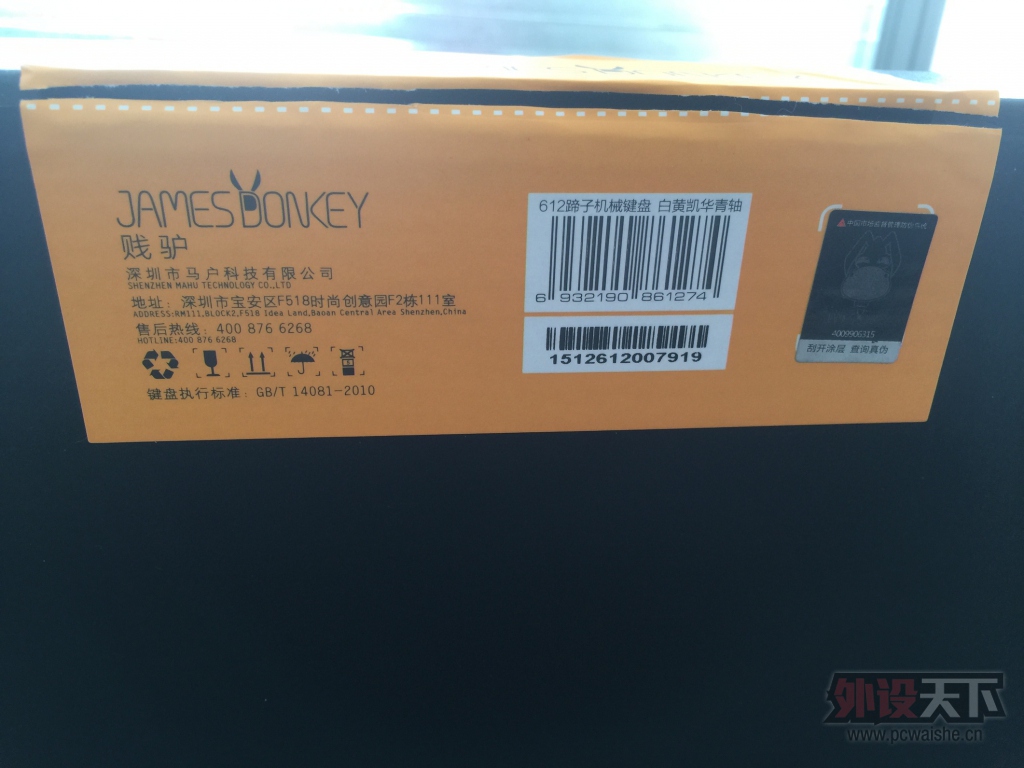 JAMES DONKEY
贱驴
深圳市马户科技有限公司
SHENZHEN MAHU TECHNOLOGY CO.,LTD
地址：深圳市宝安区F518时尚创意园F2栋111室
ADDRESS:RM111,BLOCK2,F518 Idea Land,Baoan Central Area Shenzhen,China
售后热线：400 876 6268
HOTLINE:400 876 6268
键盘执行标准：GB/T 14081-2010
612蹄子机械键盘 白黄凯华青轴
6 932190 861274
1512612007919
4009906315
刮开涂层 查询真伪
外设天下
www.pcwaishe.cn